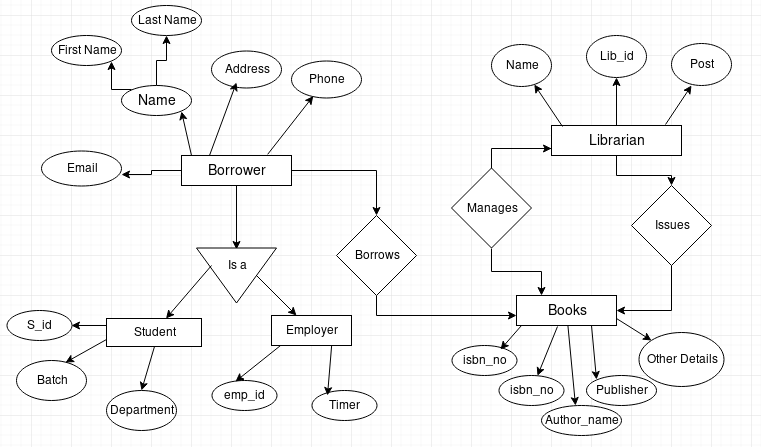 Last Name
First Name
Name
Address
Phone
Email
Borrower
Is a
Borrows
Student
Employer
S_id
Batch
Department
emp_id
Timer
Name
Lib_id
Post
Librarian
Manages
Issues
Books
isbn_no
isbn_no
Author_name
Publisher
Other Details